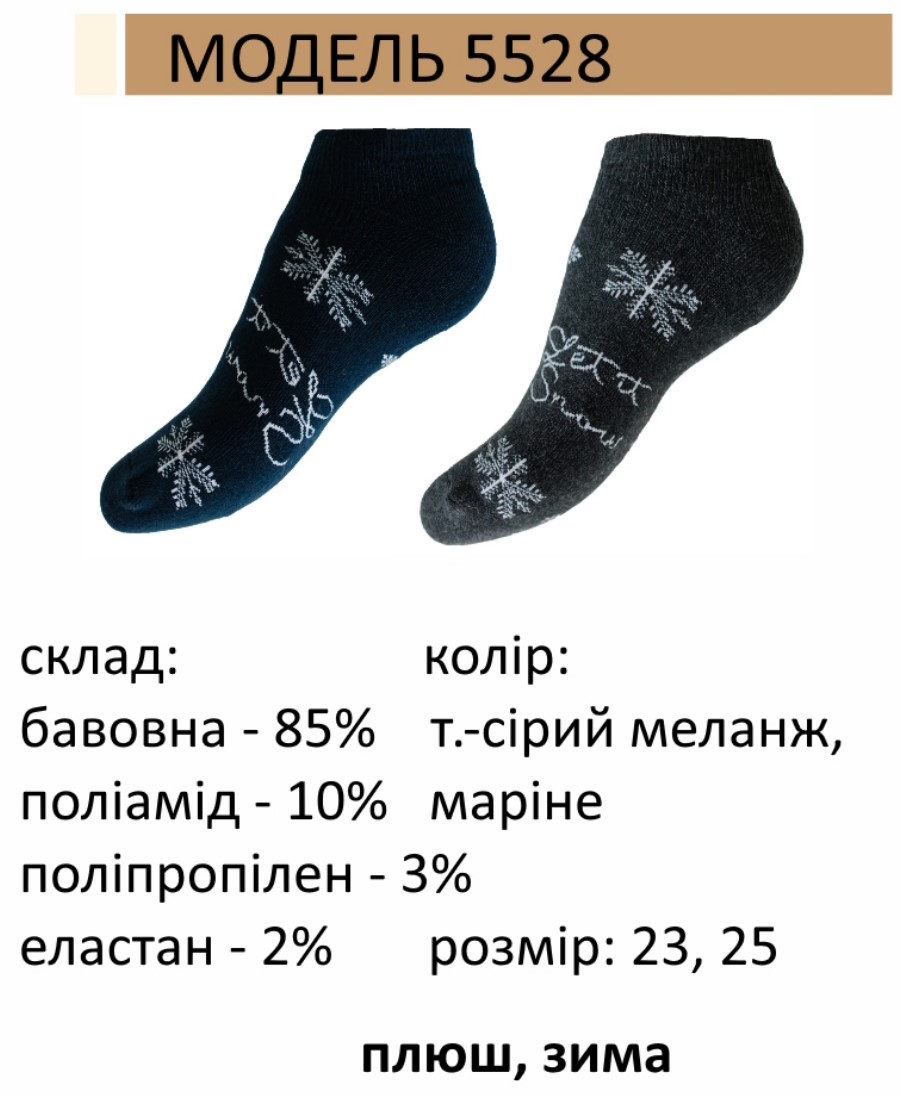 МОДЕЛЬ 5528
Let it
Snow
Let it
Snow
склад:
бавовна - 85%
поліамід - 10%
поліпропілен - 3%
еластан - 2%
колір:
т.-сірий меланж,
маріне
розмір: 23, 25
плюш, зима